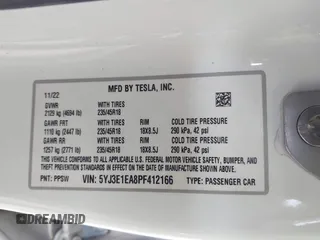 MFD BY TESLA, INC.
11/22
GVWR WITH TIRES
2129 kg (4694 lb) 235/45R18
GAWR FRT WITH TIRES RIM COLD TIRE PRESSURE
1110 kg (2447 lb) 235/45R18 18X8.5J 290 kPa, 42 psi
GAWR RR WITH TIRES RIM COLD TIRE PRESSURE
1257 kg (2771 lb) 235/45R18 18X8.5J 290 kPa, 42 psi
THIS VEHICLE CONFORMS TO ALL APPLICABLE FEDERAL MOTOR VEHICLE SAFETY, BUMPER, AND
THEFT PREVENTION STANDARDS IN EFFECT ON THE DATE OF MANUFACTURE SHOWN ABOVE.
PNT: PPSW VIN: 5YJ3E1EA8PF412166 TYPE: PASSENGER CAR
AUTOBIDAMD